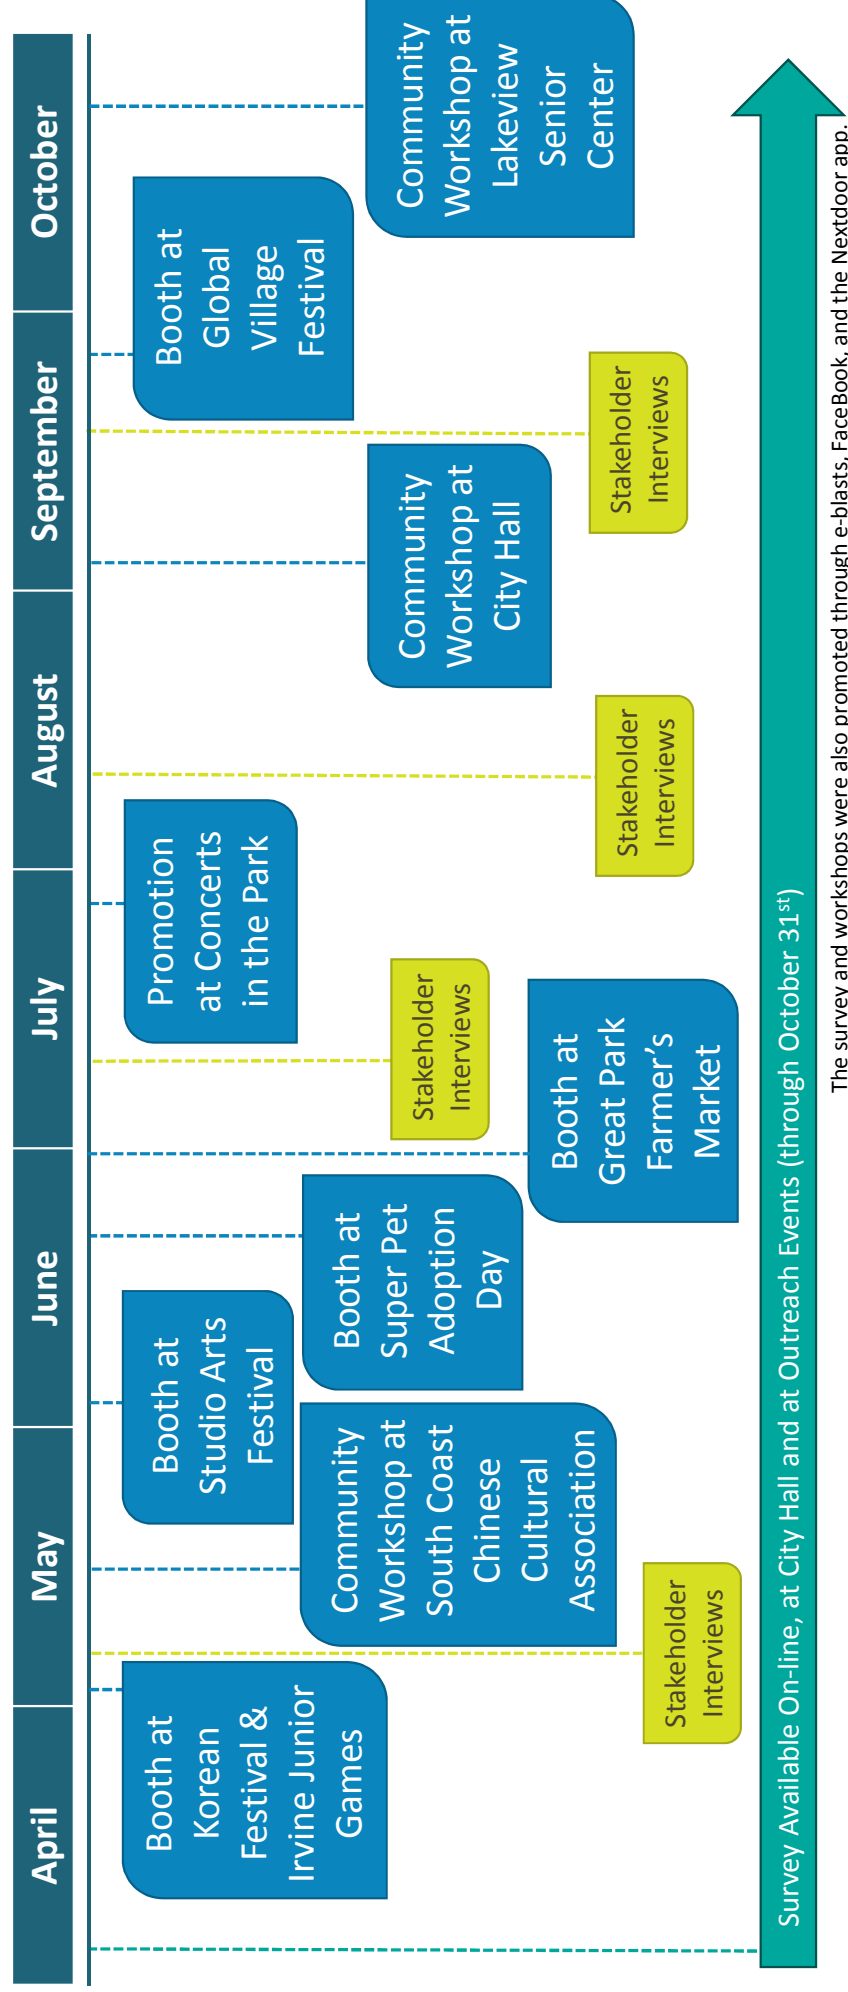 April
May
June
July
August
September
October
Booth at
Korean
Festival &
Irvine Junior
Games
Booth at
Studio Arts
Festival
Promotion
at Concerts
in the Park
Booth at
Global
Village
Festival
Community
Workshop at
South Coast
Chinese
Cultural
Association
Booth at
Super Pet
Adoption
Day
Stakeholder
Interviews
Community
Workshop at
City Hall
Community
Workshop at
Lakeview
Senior
Center
Stakeholder
Interviews
Booth at
Great Park
Farmer’s
Market
Stakeholder
Interviews
Stakeholder
Interviews
Survey Available On-line, at City Hall and at Outreach Events (through October 31st)
The survey and workshops were also promoted through e-blasts, FaceBook, and the Nextdoor app.